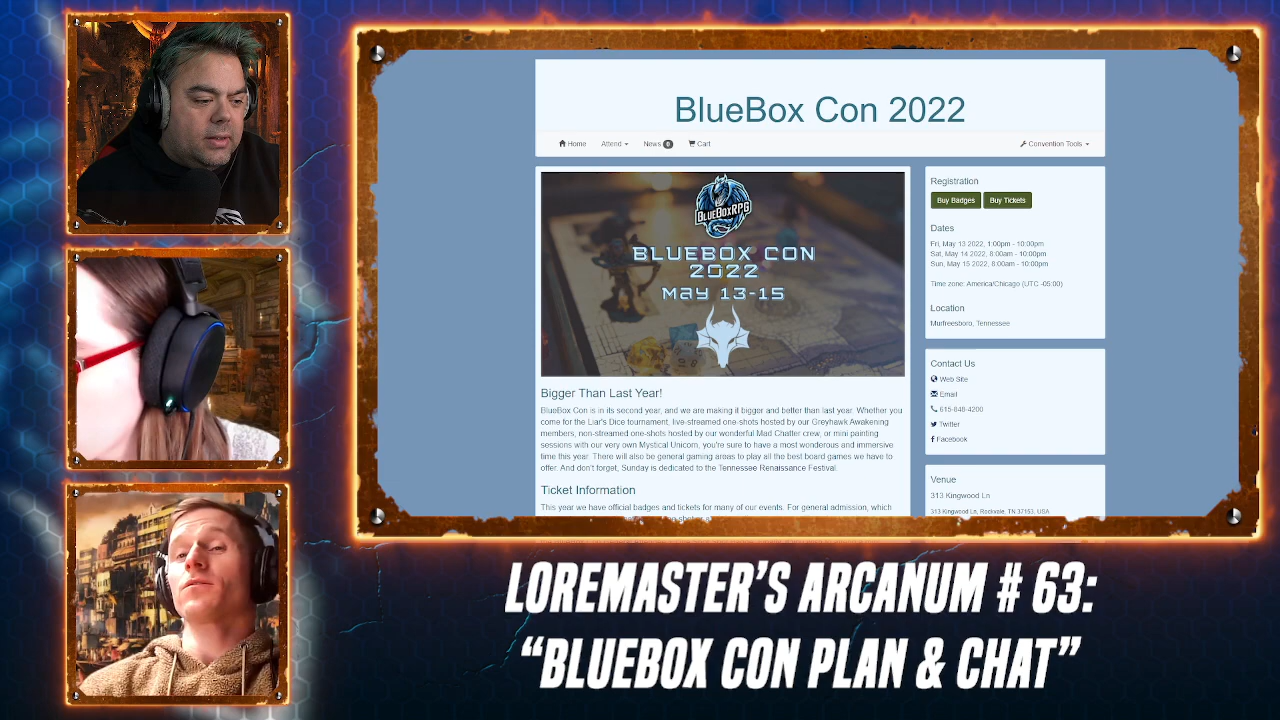 BlueBox Con 2022
Home Attend News 0 Cart Convention Tools
BLUEBOXRPG
BLUEBOX CON
2022
MAY 13-15
Bigger Than Last Year!
BlueBox Con is in its second year, and we are making it bigger and better than last year. Whether you
come for the Liar's Dice tournament, live-streamed one-shots hosted by our Greyhawk Awakening
members, non-streamed one-shots hosted by our wonderful Mad Chatter crew, or mini painting
sessions with our very own Mystical Unicorn, you're sure to have a most wonderous and immersive
time this year. There will also be general gaming areas to play all the best board games we have to
offer. And don't forget, Sunday is dedicated to the Tennessee Renaissance Festival.
Ticket Information
This year we have official badges and tickets for many of our events. For general admission, which
Registration
Buy Badges Buy Tickets
Dates
Fri, May 13 2022, 1:00pm - 10:00pm
Sat, May 14 2022, 8:00am - 10:00pm
Sun, May 15 2022, 8:00am - 10:00pm
Time zone: America/Chicago (UTC -05:00)
Location
Murfreesboro, Tennessee
Contact Us
Web Site
Email
615-848-4200
Twitter
Facebook
Venue
313 Kingwood Ln
313 Kingwood Ln, Rockvale, TN 37153, USA
LOREMASTER'S ARCANUM # 63:
"BLUEBOX CON PLAN & CHAT"